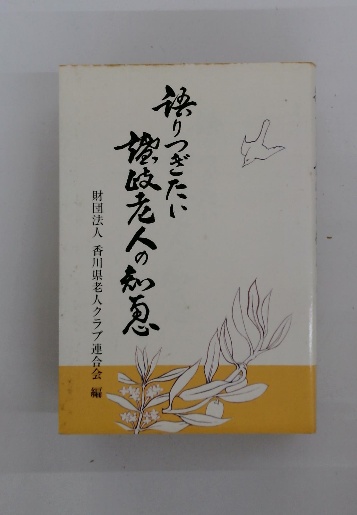 語りつぎたい
讃岐老人の知恵
財団法人 香川県老人クラブ連合会 編